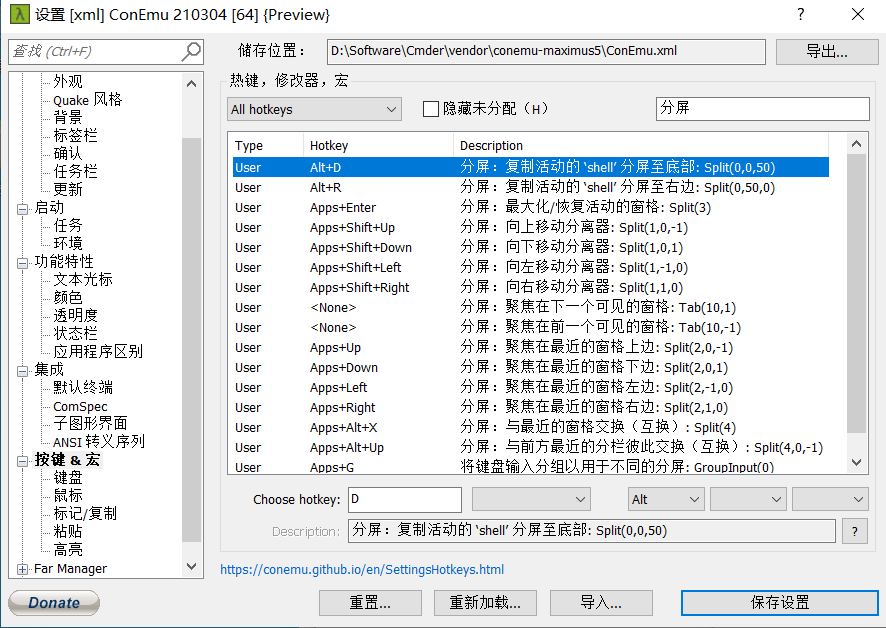 设置 [xml] ConEmu 210304 [64] {Preview}
查找 (Ctrl+F)
外观
Quake 风格
背景
标签栏
确认
任务栏
更新
启动
任务
环境
功能特性
文本光标
颜色
透明度
状态栏
应用程序区别
集成
默认终端
ComSpec
子图形界面
ANSI 转义序列
按键 & 宏
键盘
鼠标
标记/复制
粘贴
高亮
Far Manager
储存位置： D:\Software\Cmder\vendor\conemu-maximus5\ConEmu.xml 导出...
热键，修改器，宏
All hotkeys 隐藏未分配（H） 分屏
Type Hotkey Description
User Alt+D 分屏：复制活动的 ‘shell’ 分屏至底部: Split(0,0,50)
User Alt+R 分屏：复制活动的 ‘shell’ 分屏至右边: Split(0,50,0)
User Apps+Enter 分屏：最大化/恢复活动的窗格: Split(3)
User Apps+Shift+Up 分屏：向上移动分离器: Split(1,0,-1)
User Apps+Shift+Down 分屏：向下移动分离器: Split(1,0,1)
User Apps+Shift+Left 分屏：向左移动分离器: Split(1,-1,0)
User Apps+Shift+Right 分屏：向右移动分离器: Split(1,1,0)
User <None> 分屏：聚焦在下一个可见的窗格: Tab(10,1)
User <None> 分屏：聚焦在前一个可见的窗格: Tab(10,-1)
User Apps+Up 分屏：聚焦在最近的窗格上边: Split(2,0,-1)
User Apps+Down 分屏：聚焦在最近的窗格下边: Split(2,0,1)
User Apps+Left 分屏：聚焦在最近的窗格左边: Split(2,-1,0)
User Apps+Right 分屏：聚焦在最近的窗格右边: Split(2,1,0)
User Apps+Alt+X 分屏：与最近的窗格交换（互换）: Split(4)
User Apps+Alt+Up 分屏：与前方最近的分栏彼此交换（互换）: Split(4,0,-1)
User Apps+G 将键盘输入分组以用于不同的分屏: GroupInput(0)
Choose hotkey: D Alt
Description: 分屏：复制活动的 ‘shell’ 分屏至底部: Split(0,0,50) ?
https://conemu.github.io/en/SettingsHotkeys.html
Donate 重置... 重新加载... 导入... 保存设置